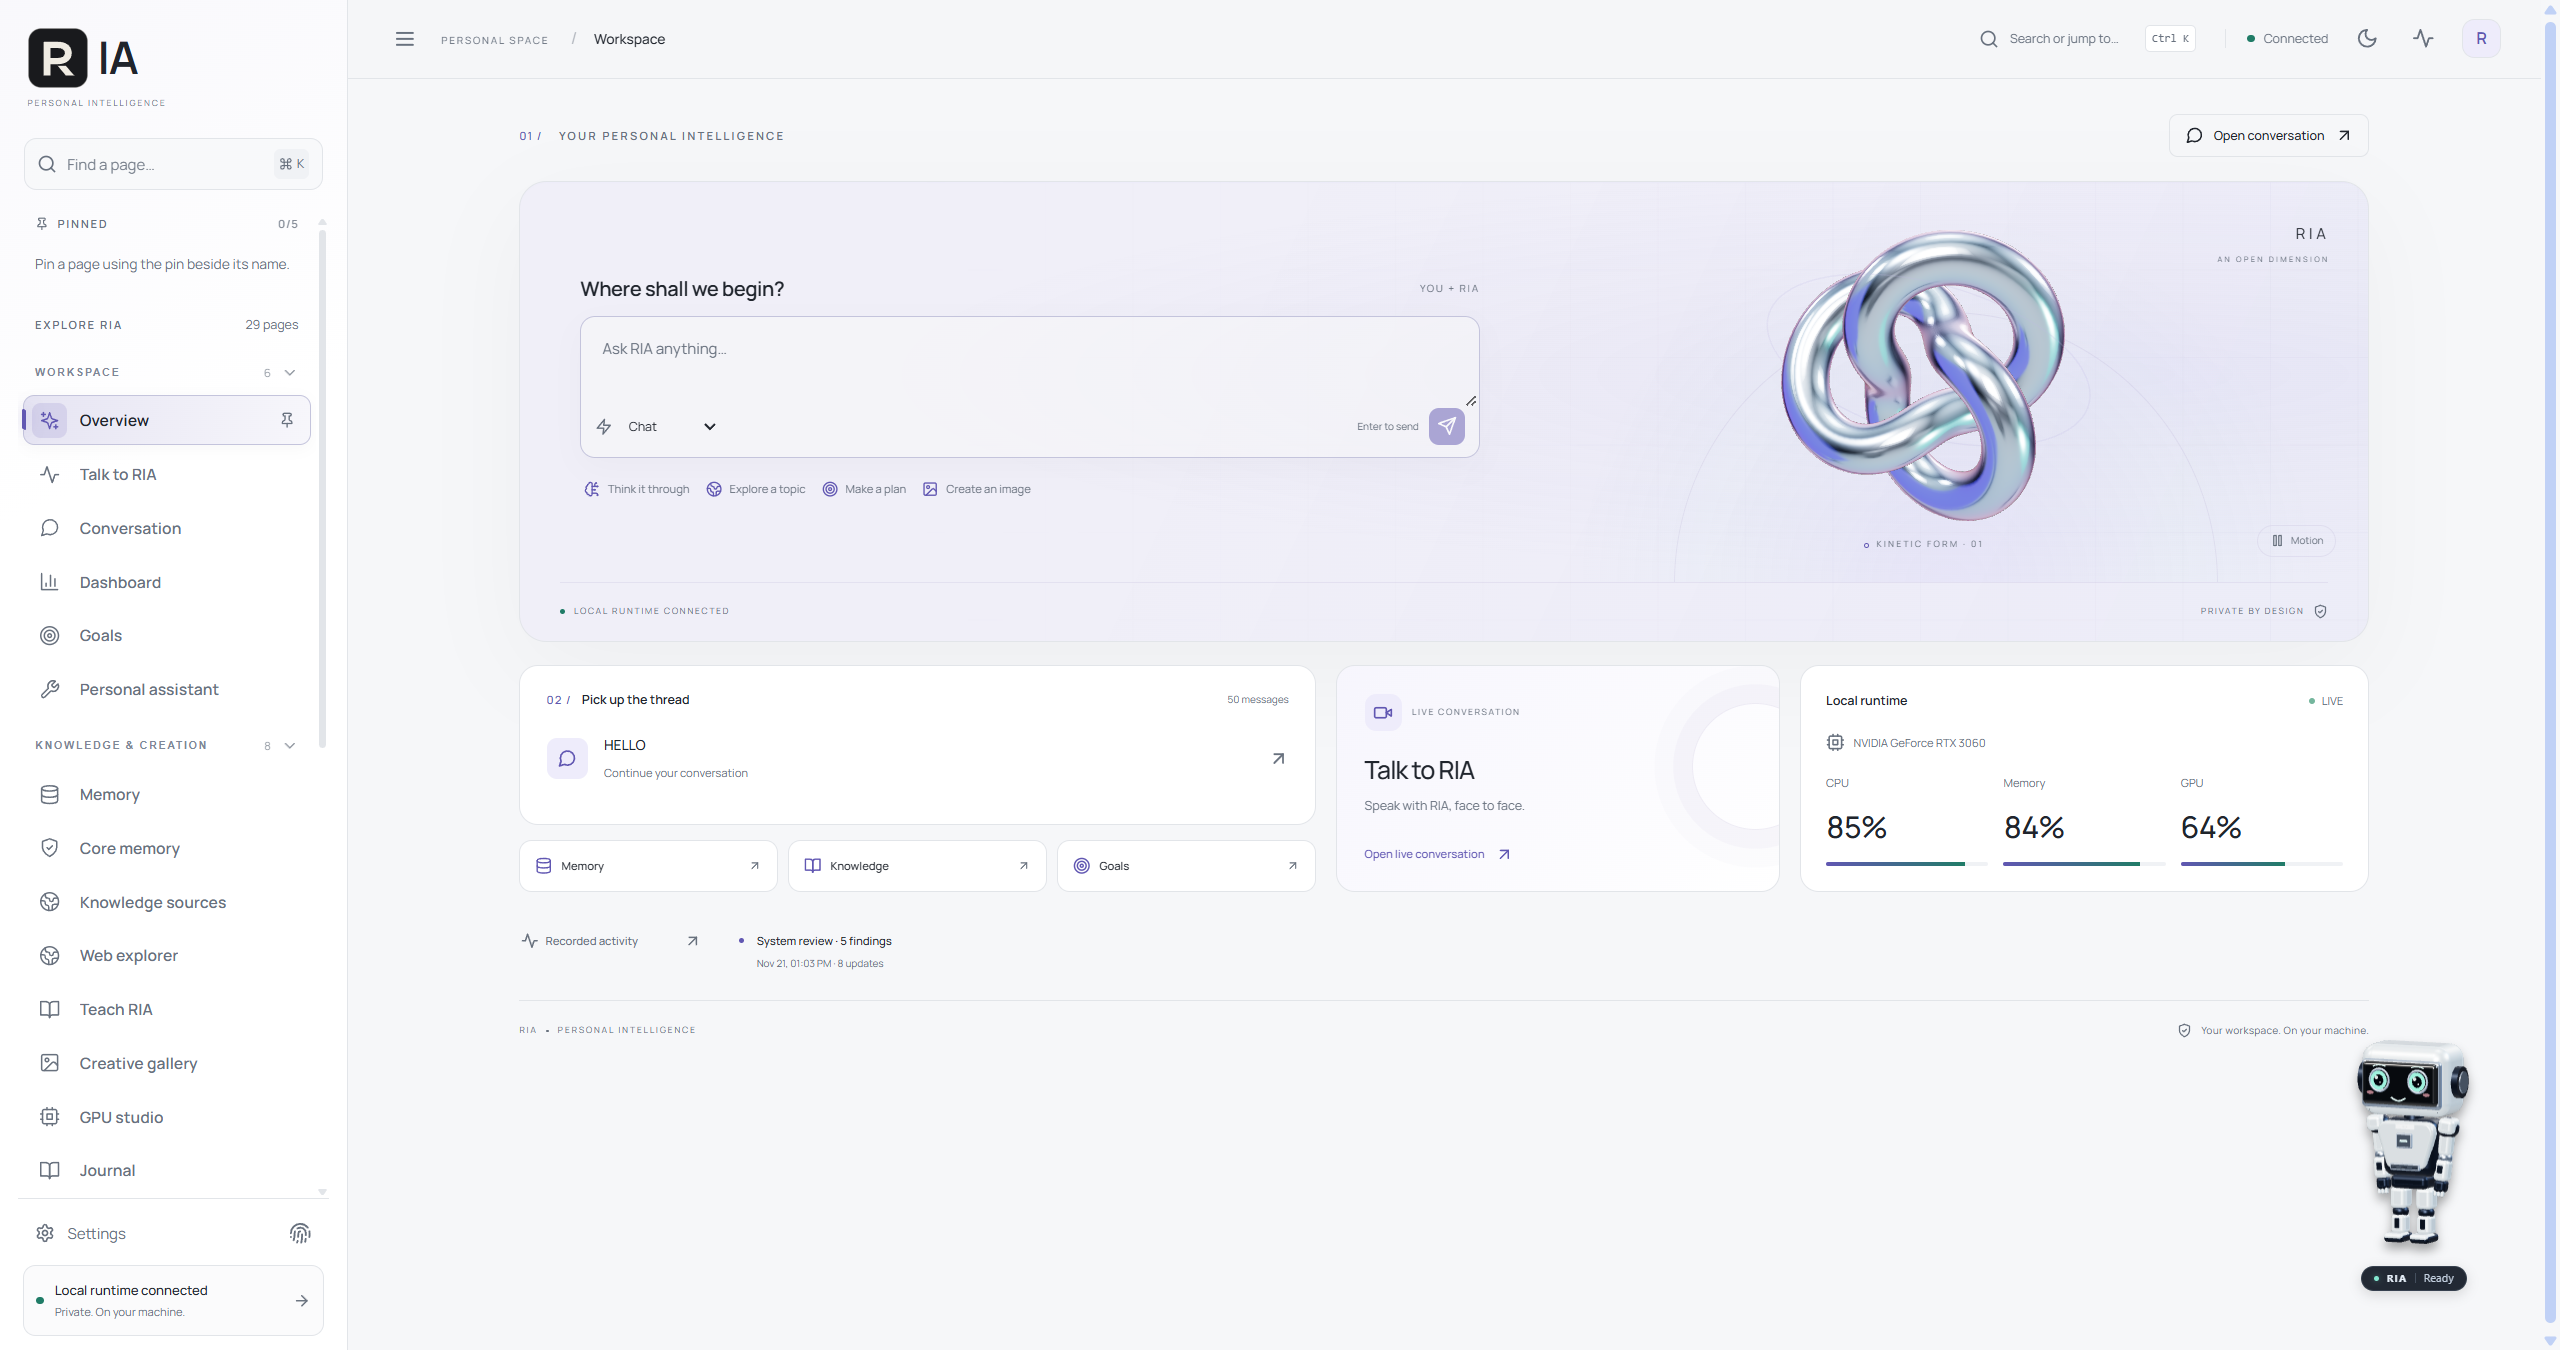 R IA
PERSONAL INTELLIGENCE
Find a page... ⌘ K
PINNED 0/5
Pin a page using the pin beside its name.
EXPLORE RIA 29 pages
WORKSPACE 6
Overview
Talk to RIA
Conversation
Dashboard
Goals
Personal assistant
KNOWLEDGE & CREATION 8
Memory
Core memory
Knowledge sources
Web explorer
Teach RIA
Creative gallery
GPU studio
Journal
Settings
Local runtime connected
Private. On your machine.
PERSONAL SPACE / Workspace
Search or jump to... Ctrl K
Connected
R
01 / YOUR PERSONAL INTELLIGENCE
Open conversation
Where shall we begin?
YOU + RIA
Ask RIA anything...
Chat
Enter to send
Think it through
Explore a topic
Make a plan
Create an image
RIA
AN OPEN DIMENSION
KINETIC FORM · 01
Motion
LOCAL RUNTIME CONNECTED
PRIVATE BY DESIGN
02 / Pick up the thread
50 messages
HELLO
Continue your conversation
Memory
Knowledge
Goals
LIVE CONVERSATION
Talk to RIA
Speak with RIA, face to face.
Open live conversation
Local runtime
LIVE
NVIDIA GeForce RTX 3060
CPU Memory GPU
85% 84% 64%
Recorded activity
System review · 5 findings
Nov 21, 01:03 PM · 8 updates
RIA • PERSONAL INTELLIGENCE
Your workspace. On your machine.
RIA | Ready